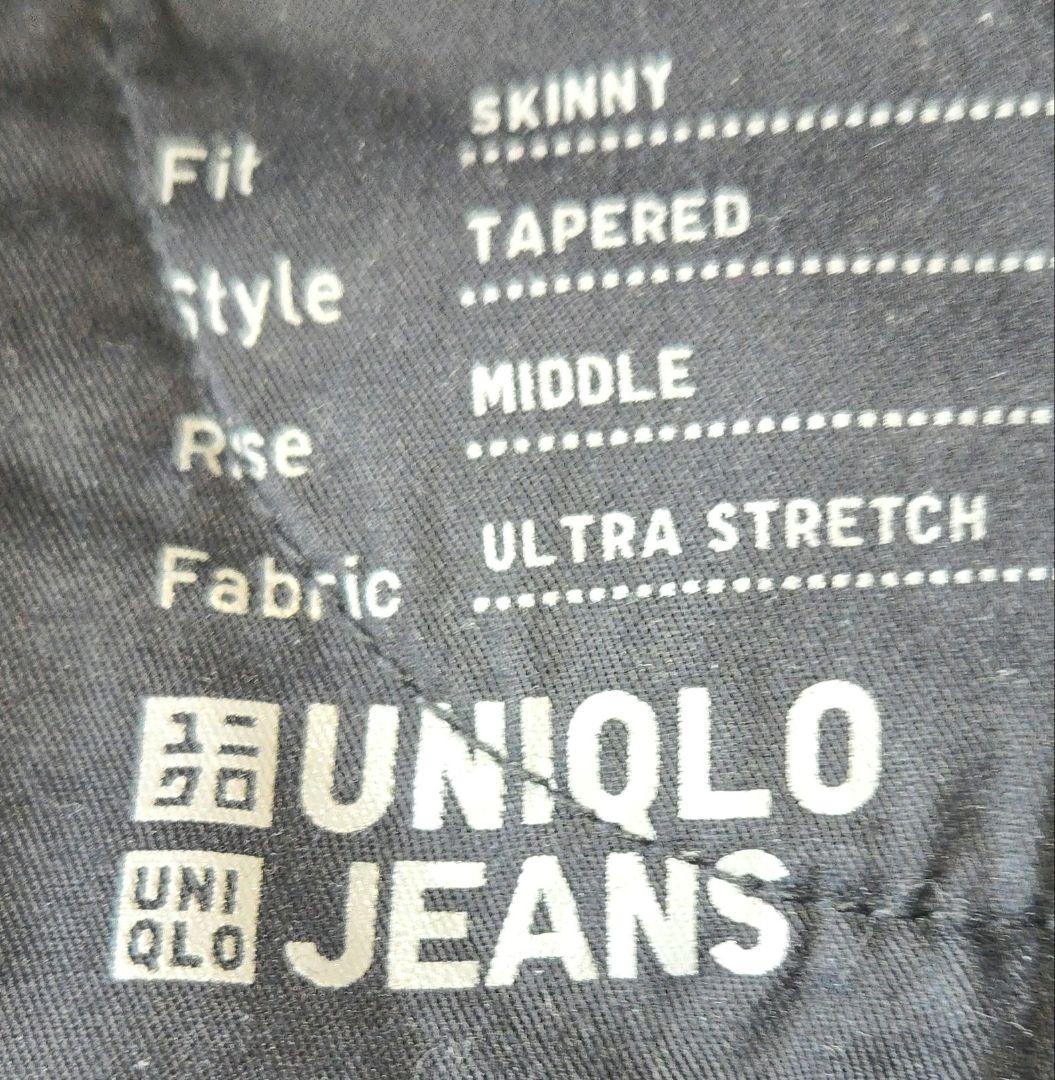 Fit SKINNY
Style TAPERED
Rise MIDDLE
Fabric ULTRA STRETCH
ユニ
クロ
UNIQLO
UNI
QLO
JEANS